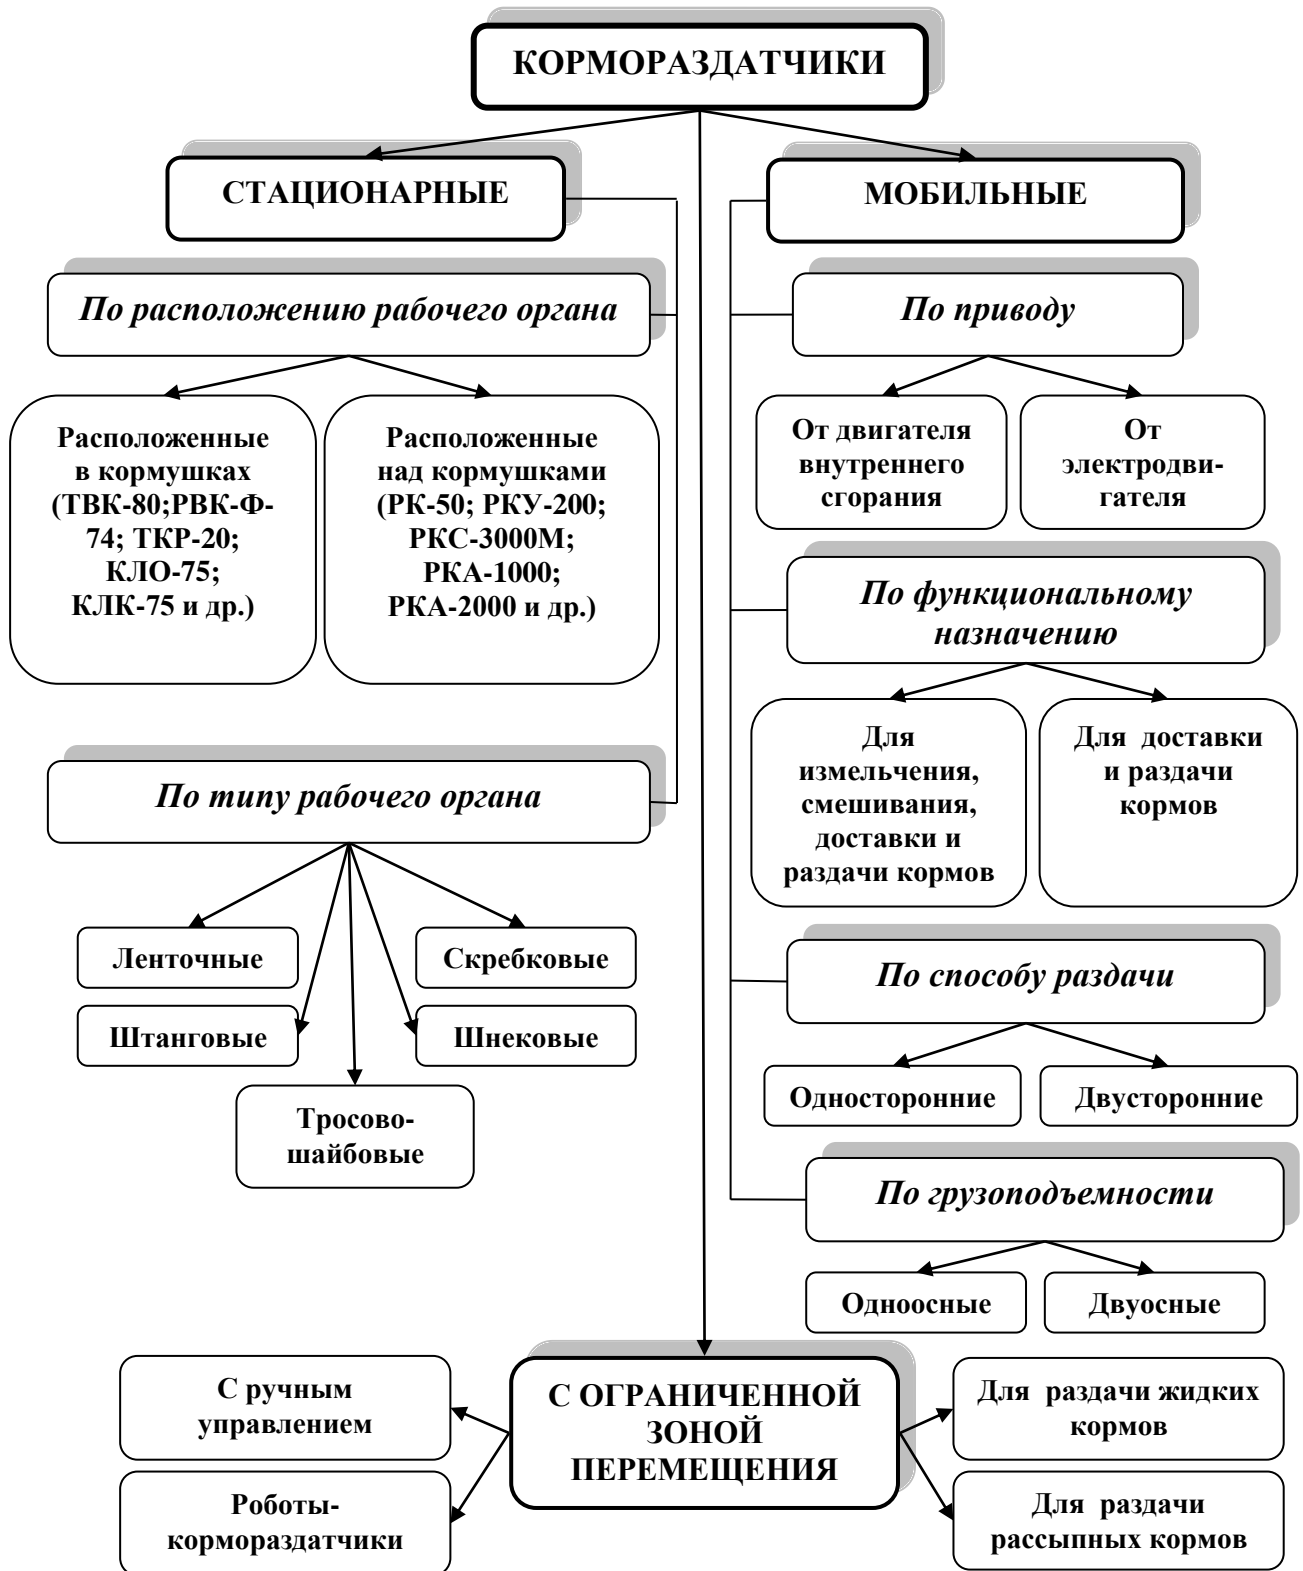 КОРМОРАЗДАТЧИКИ
СТАЦИОНАРНЫЕ
МОБИЛЬНЫЕ
По расположению рабочего органа
По приводу
Расположенные
в кормушках
(ТВК-80;РВК-Ф-
74; ТКР-20;
КЛО-75;
КЛК-75 и др.)
Расположенные
над кормушками
(РК-50; РКУ-200;
РКС-3000М;
РКА-1000;
РКА-2000 и др.)
От двигателя
внутреннего
сгорания
От
электродви-
гателя
По функциональному
назначению
Для
измельчения,
смешивания,
доставки и
раздачи кормов
Для доставки
и раздачи
кормов
По типу рабочего органа
Ленточные
Скребковые
Штанговые
Шнековые
Тросово-
шайбовые
По способу раздачи
Односторонние
Двусторонние
По грузоподъемности
Одноосные
Двуосные
С ручным
управлением
Роботы-
кормораздатчики
С ОГРАНИЧЕННОЙ
ЗОНОЙ
ПЕРЕМЕЩЕНИЯ
Для раздачи жидких
кормов
Для раздачи
рассыпных кормов